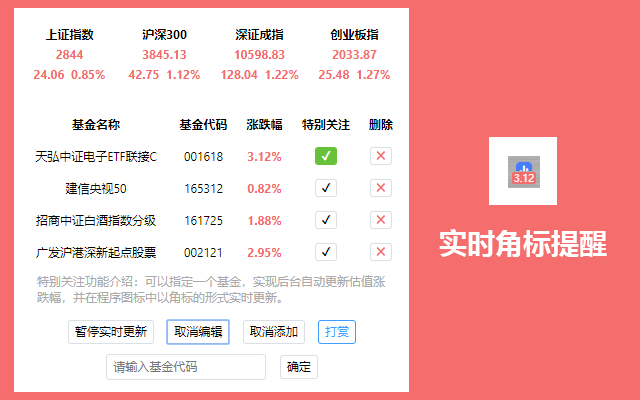 上证指数 沪深300 深证成指 创业板指
2844 3845.13 10598.83 2033.87
24.06 0.85% 42.75 1.12% 128.04 1.22% 25.48 1.27%
基金名称 基金代码 涨跌幅 特别关注 删除
天弘中证电子ETF联接C 001618 3.12%
建信央视50 165312 0.82%
招商中证白酒指数分级 161725 1.88%
广发沪港深新起点股票 002121 2.95%
特别关注功能介绍：可以指定一个基金，实现后台自动更新估值涨
跌幅，并在程序图标中以角标的形式实时更新。
暂停实时更新 取消编辑 取消添加 打赏
请输入基金代码 确定
3.12
实时角标提醒